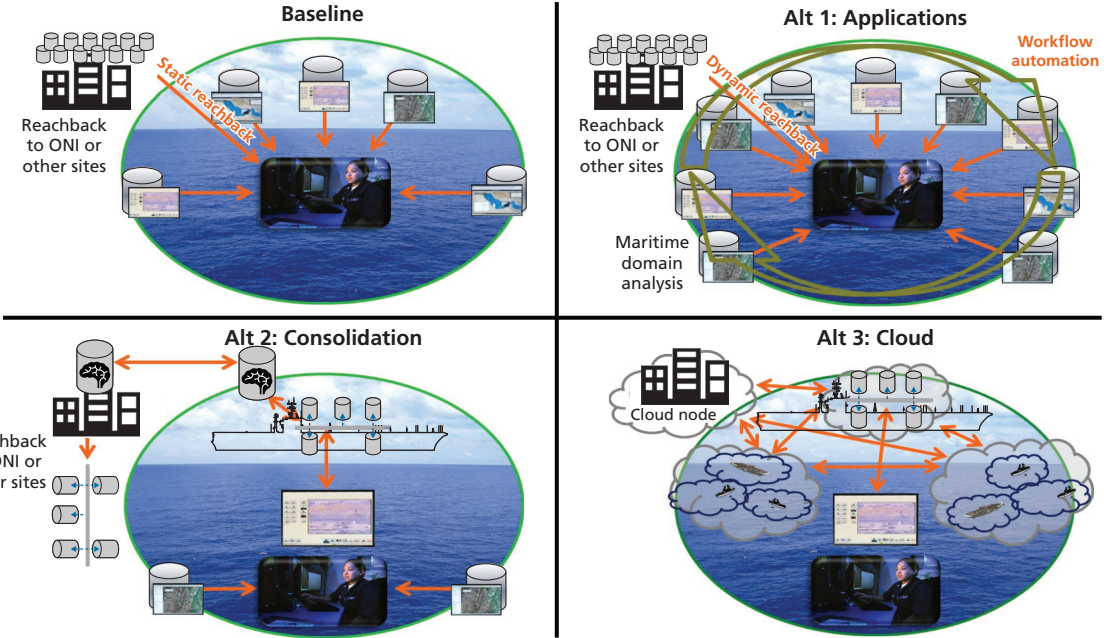 Baseline
Static reachback
Reachback
to ONI or
other sites
Alt 1: Applications
Workflow
automation
Dynamic reachback
Reachback
to ONI or
other sites
Maritime
domain
analysis
Alt 2: Consolidation
hback
ONI or
r sites
Alt 3: Cloud
Cloud node